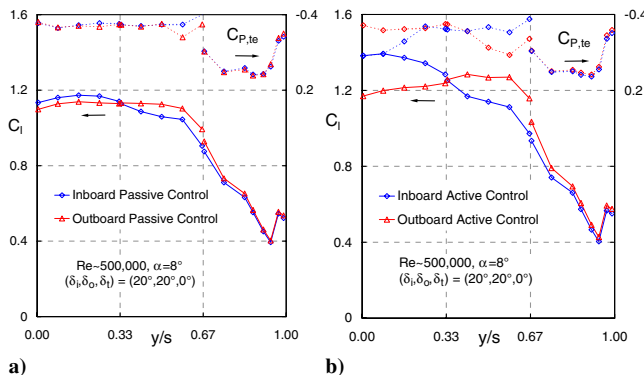 a)
1.6
1.2
0.8
0.4
0
C_l
-0.4
0.2
C_P,te
Inboard Passive Control
Outboard Passive Control
Re~500,000, α=8°
(δ_i,δ_o,δ_t) = (20°,20°,0°)
0.00
0.33
0.67
1.00
y/s
a)
b)
1.6
1.2
0.8
0.4
0
C_l
-0.4
0.2
C_P,te
Inboard Active Control
Outboard Active Control
Re~500,000, α=8°
(δ_i,δ_o,δ_t) = (20°,20°,0°)
0.00
0.33
0.67
1.00
y/s
b)